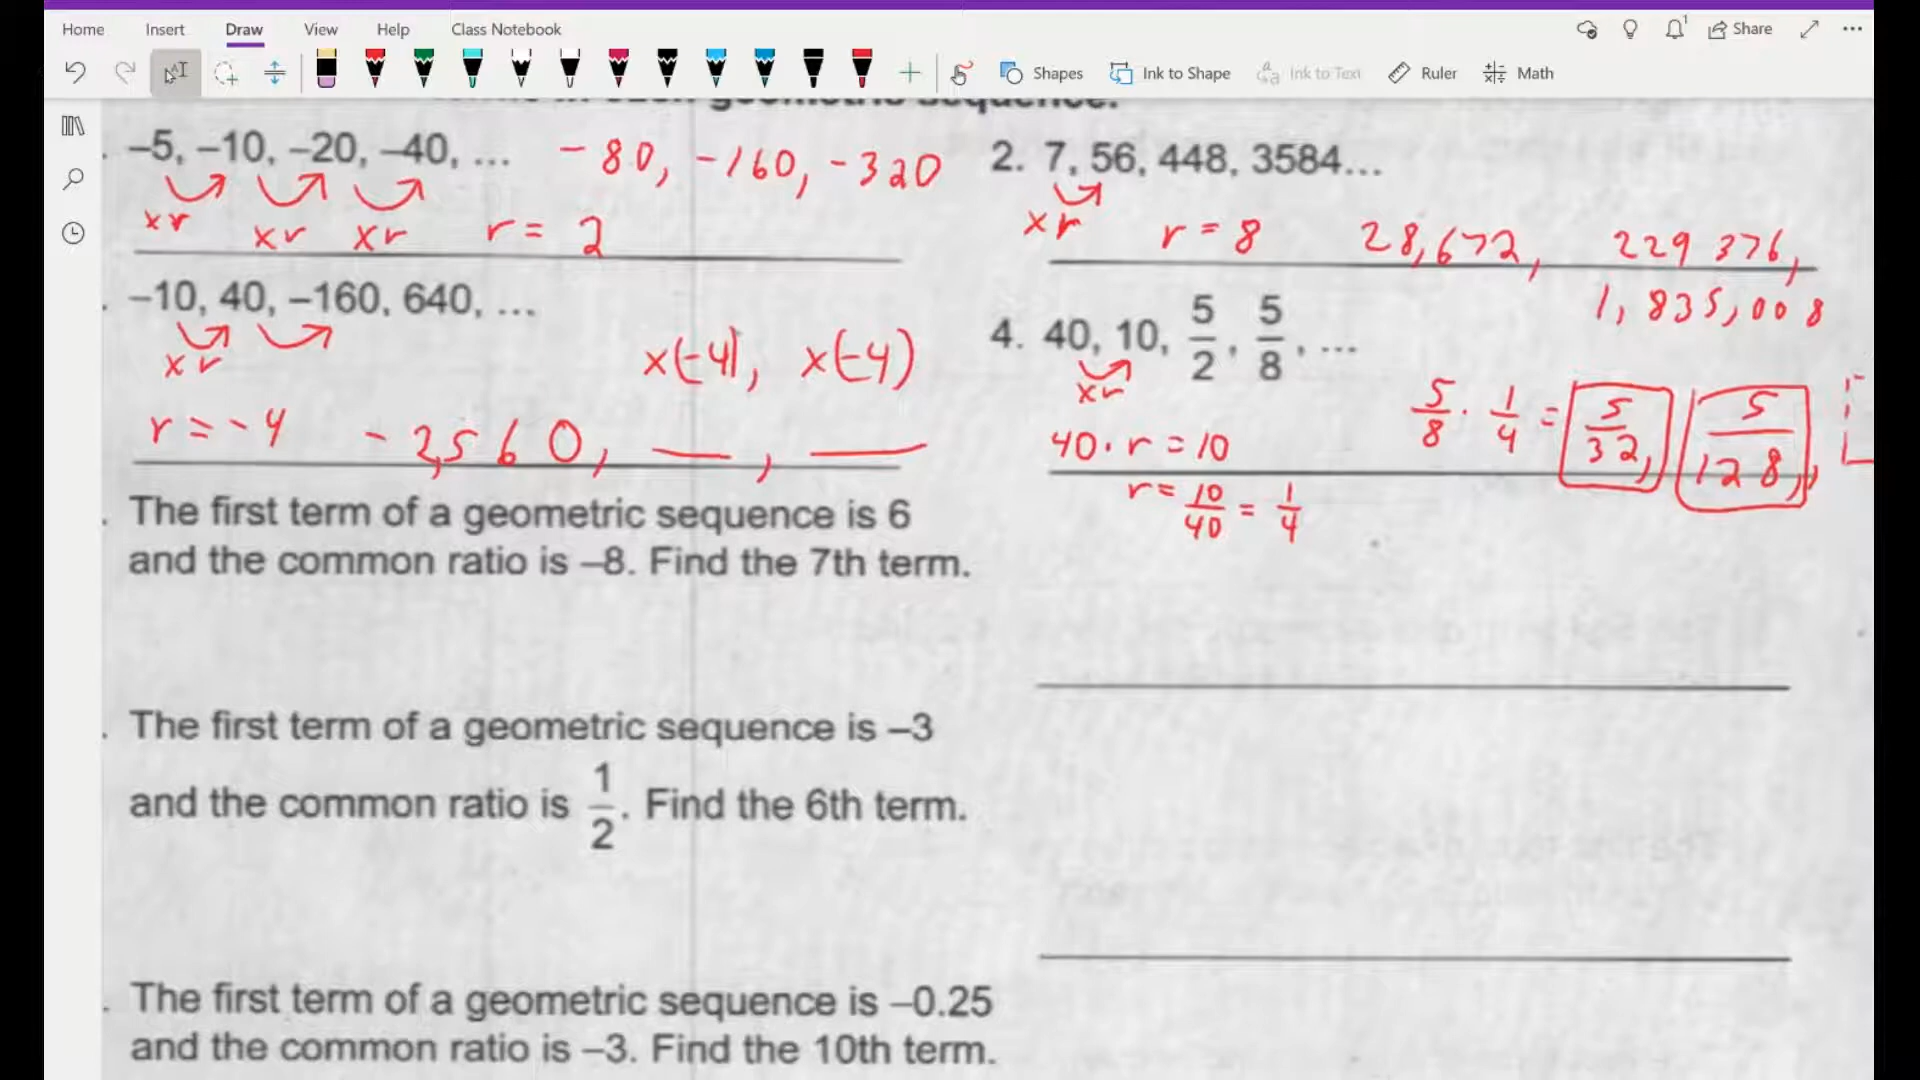 Home Insert Draw View Help Class Notebook
1 Share
Shapes Ink to Shape Ink to Text Ruler Math
geometric sequence.
. –5, –10, –20, –40, ... -80, -160, -320
xr xr xr r = 2
2. 7, 56, 448, 3584...
xr r = 8 28,672, 229 376,
1,835,008
. –10, 40, –160, 640, ...
xr x(-4), x(-4)
r = -4 -2,560, __, __
4. 40, 10, 5/2, 5/8, ...
xr
5/8 · 1/4 = 5/32, 5/128,
40 · r = 10
r = 10/40 = 1/4
. The first term of a geometric sequence is 6
and the common ratio is –8. Find the 7th term.
. The first term of a geometric sequence is –3
and the common ratio is 1/2. Find the 6th term.
. The first term of a geometric sequence is –0.25
and the common ratio is –3. Find the 10th term.